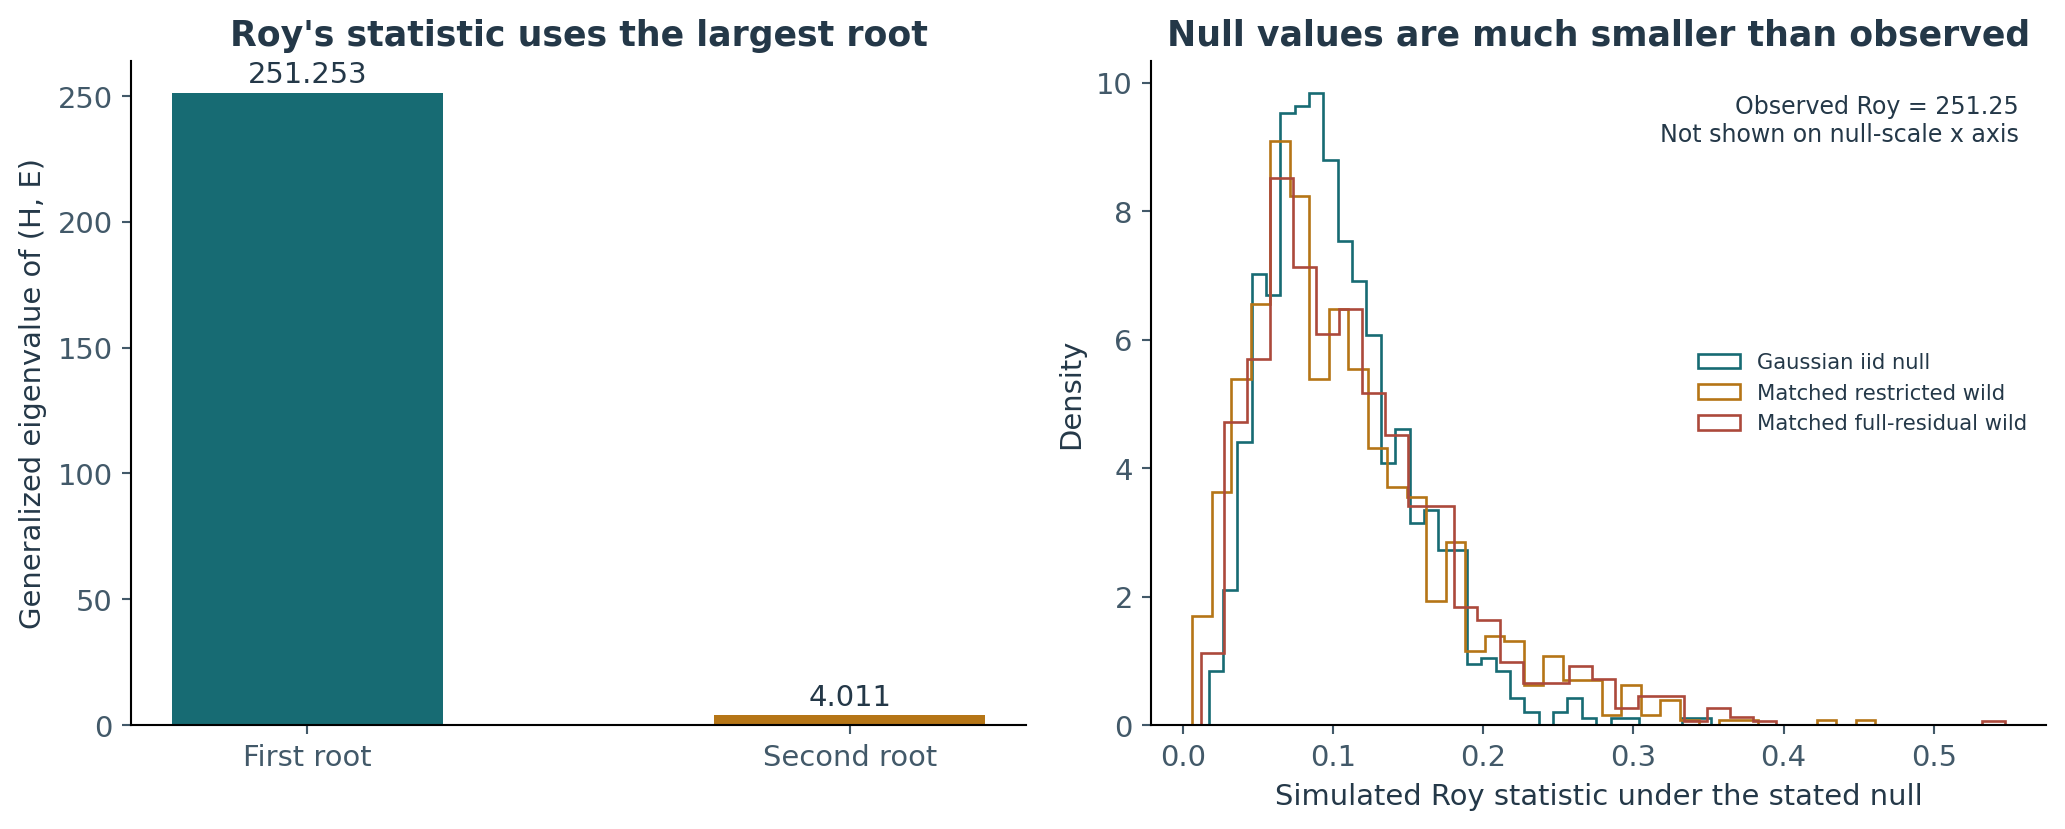 Roy's statistic uses the largest root
Generalized eigenvalue of (H, E)
250
200
150
100
50
0
251.253
4.011
First root
Second root
Null values are much smaller than observed
Density
10
8
6
4
2
0
Observed Roy = 251.25
Not shown on null-scale x axis
Gaussian iid null
Matched restricted wild
Matched full-residual wild
0.0 0.1 0.2 0.3 0.4 0.5
Simulated Roy statistic under the stated null